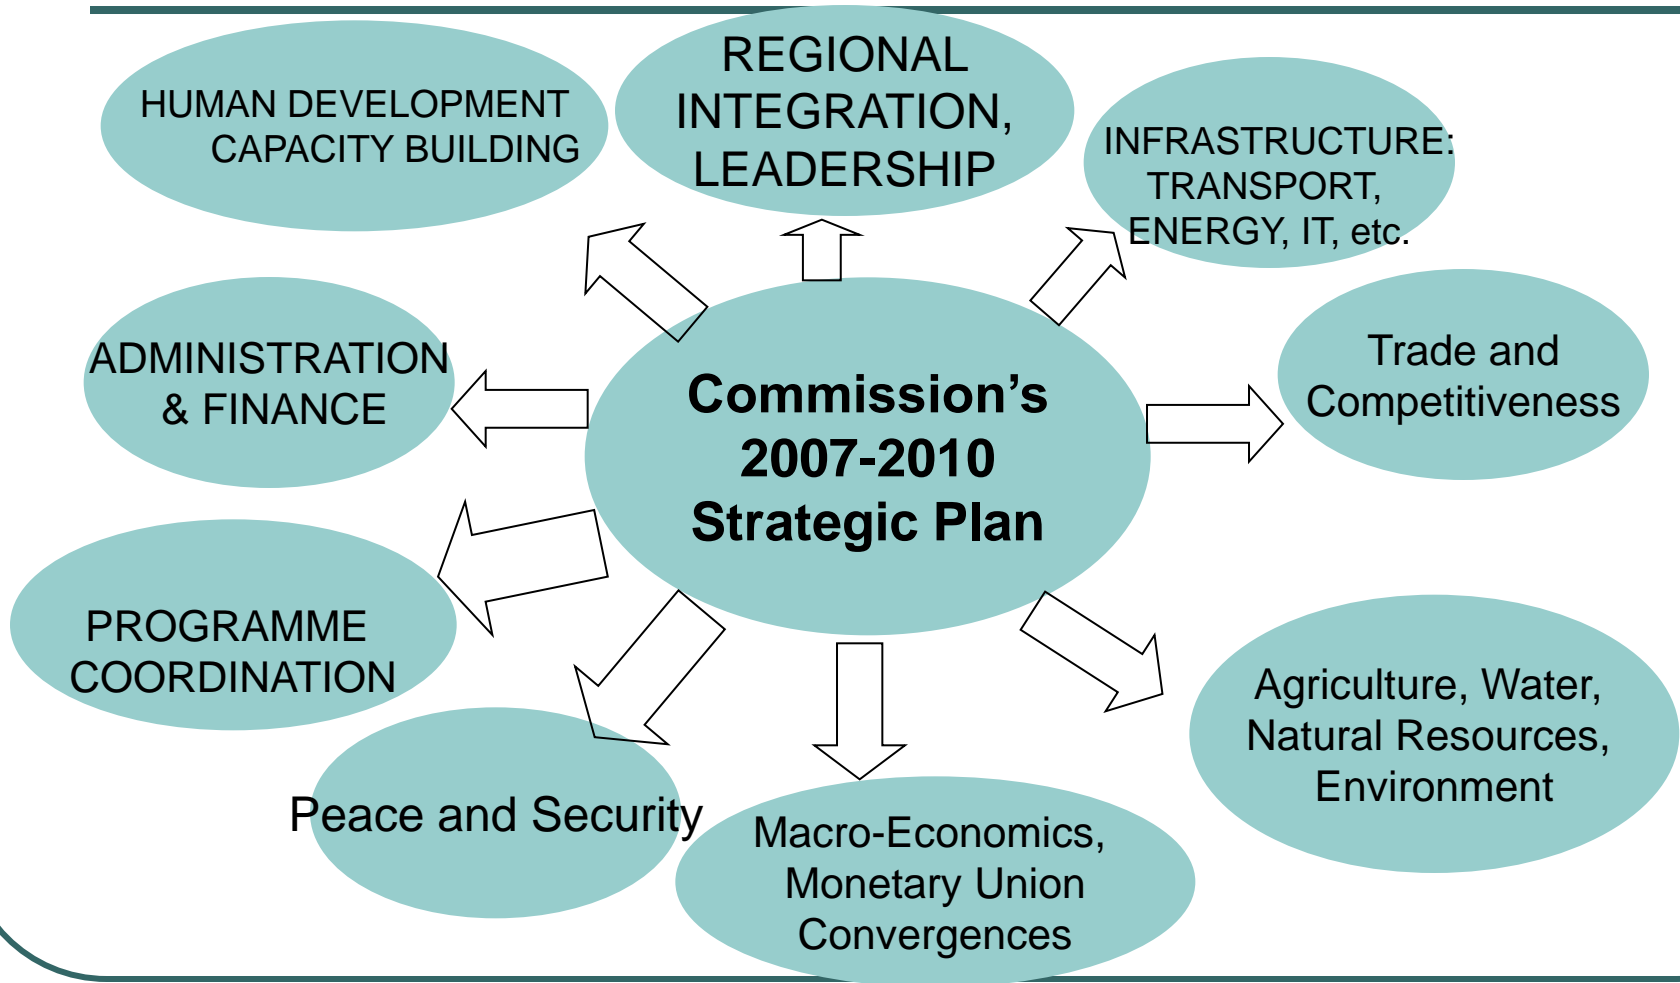 REGIONAL
INTEGRATION,
LEADERSHIP
HUMAN DEVELOPMENT
CAPACITY BUILDING
INFRASTRUCTURE:
TRANSPORT,
ENERGY, IT, etc.
ADMINISTRATION
& FINANCE
Trade and
Competitiveness
Commission’s
2007-2010
Strategic Plan
PROGRAMME
COORDINATION
Agriculture, Water,
Natural Resources,
Environment
Peace and Security
Macro-Economics,
Monetary Union
Convergences